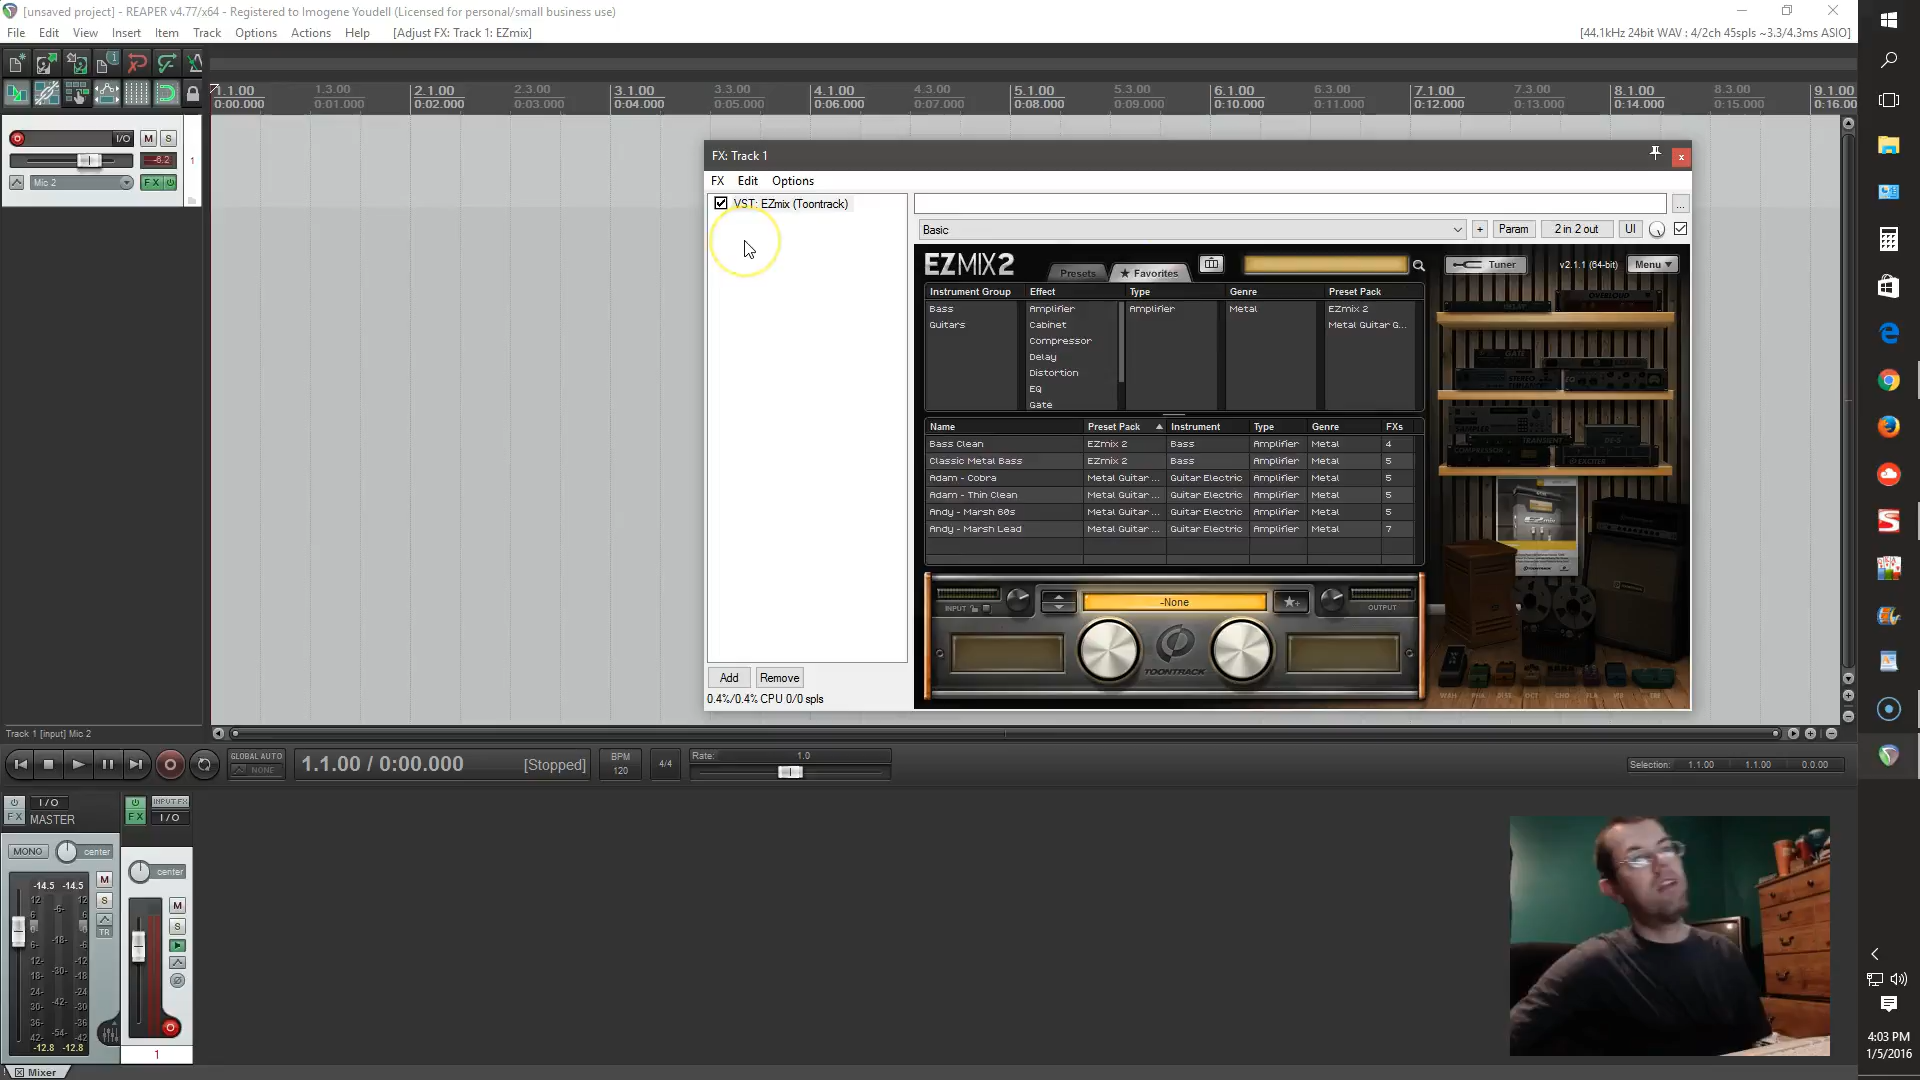 [unsaved project] - REAPER v4.77/x64 - Registered to Imogene Youdell (Licensed for personal/small business use)
File Edit View Insert Item Track Options Actions Help [Adjust FX: Track 1: EZmix] [44.1kHz 24bit WAV : 4/2ch 45spls ~3.3/4.3ms ASIO]
1.1.00 1.3.00 2.1.00 2.3.00 3.1.00 3.3.00 4.1.00 4.3.00 5.1.00 5.3.00 6.1.00 6.3.00 7.1.00 7.3.00 8.1.00 8.3.00 9.1.00
0:00.000 0:01.000 0:02.000 0:03.000 0:04.000 0:05.000 0:06.000 0:07.000 0:08.000 0:09.000 0:10.000 0:11.000 0:12.000 0:13.000 0:14.000 0:15.000 0:16.000
I/O M S
-6.2 1
Mic 2 FX
FX: Track 1
FX Edit Options
VST: EZmix (Toontrack)
...
Basic + Param 2 in 2 out UI
EZMIX2 Presets Favorites Tuner v2.1.1 (64-bit) Menu
Instrument Group Effect Type Genre Preset Pack
Bass Amplifier Amplifier Metal EZmix 2
Guitars Cabinet Metal Guitar G...
Compressor
Delay
Distortion
EQ
Gate
Name Preset Pack Instrument Type Genre FXs
Bass Clean EZmix 2 Bass Amplifier Metal 4
Classic Metal Bass EZmix 2 Bass Amplifier Metal 5
Adam - Cobra Metal Guitar ... Guitar Electric Amplifier Metal 5
Adam - Thin Clean Metal Guitar ... Guitar Electric Amplifier Metal 5
Andy - Marsh 60s Metal Guitar ... Guitar Electric Amplifier Metal 5
Andy - Marsh Lead Metal Guitar ... Guitar Electric Amplifier Metal 7
INPUT -None OUTPUT
TOONTRACK
DELAY OVERLOUD
GATE
SAMPLER
TRANSIENT
COMPRESSOR EXCITER
WAH
Add Remove
0.4%/0.4% CPU 0/0 spls
Track 1 [input] Mic 2
GLOBAL AUTO
NONE
1.1.00 / 0:00.000 [Stopped]
BPM
120
4/4
Rate: 1.0
Selection: 1.1.00 1.1.00 0.0.00
I/O INPUT FX
FX MASTER FX I/O
MONO center center
-14.5 -14.5 M
S
TR
M
S
-12.8 -12.8
1
Mixer
4:03 PM
1/5/2016